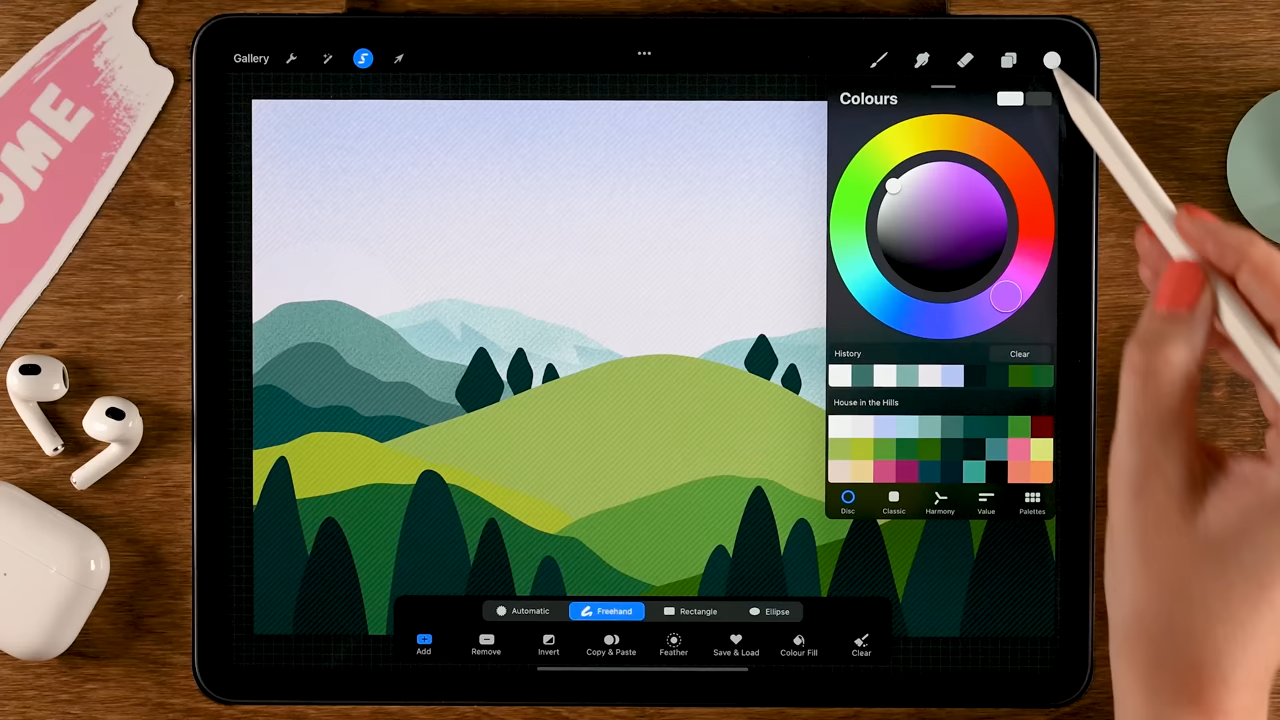 OME
Gallery
Colours
History
Clear
House in the Hills
Disc
Classic
Harmony
Value
Palettes
Automatic
Freehand
Rectangle
Ellipse
Add
Remove
Invert
Copy & Paste
Feather
Save & Load
Colour Fill
Clear